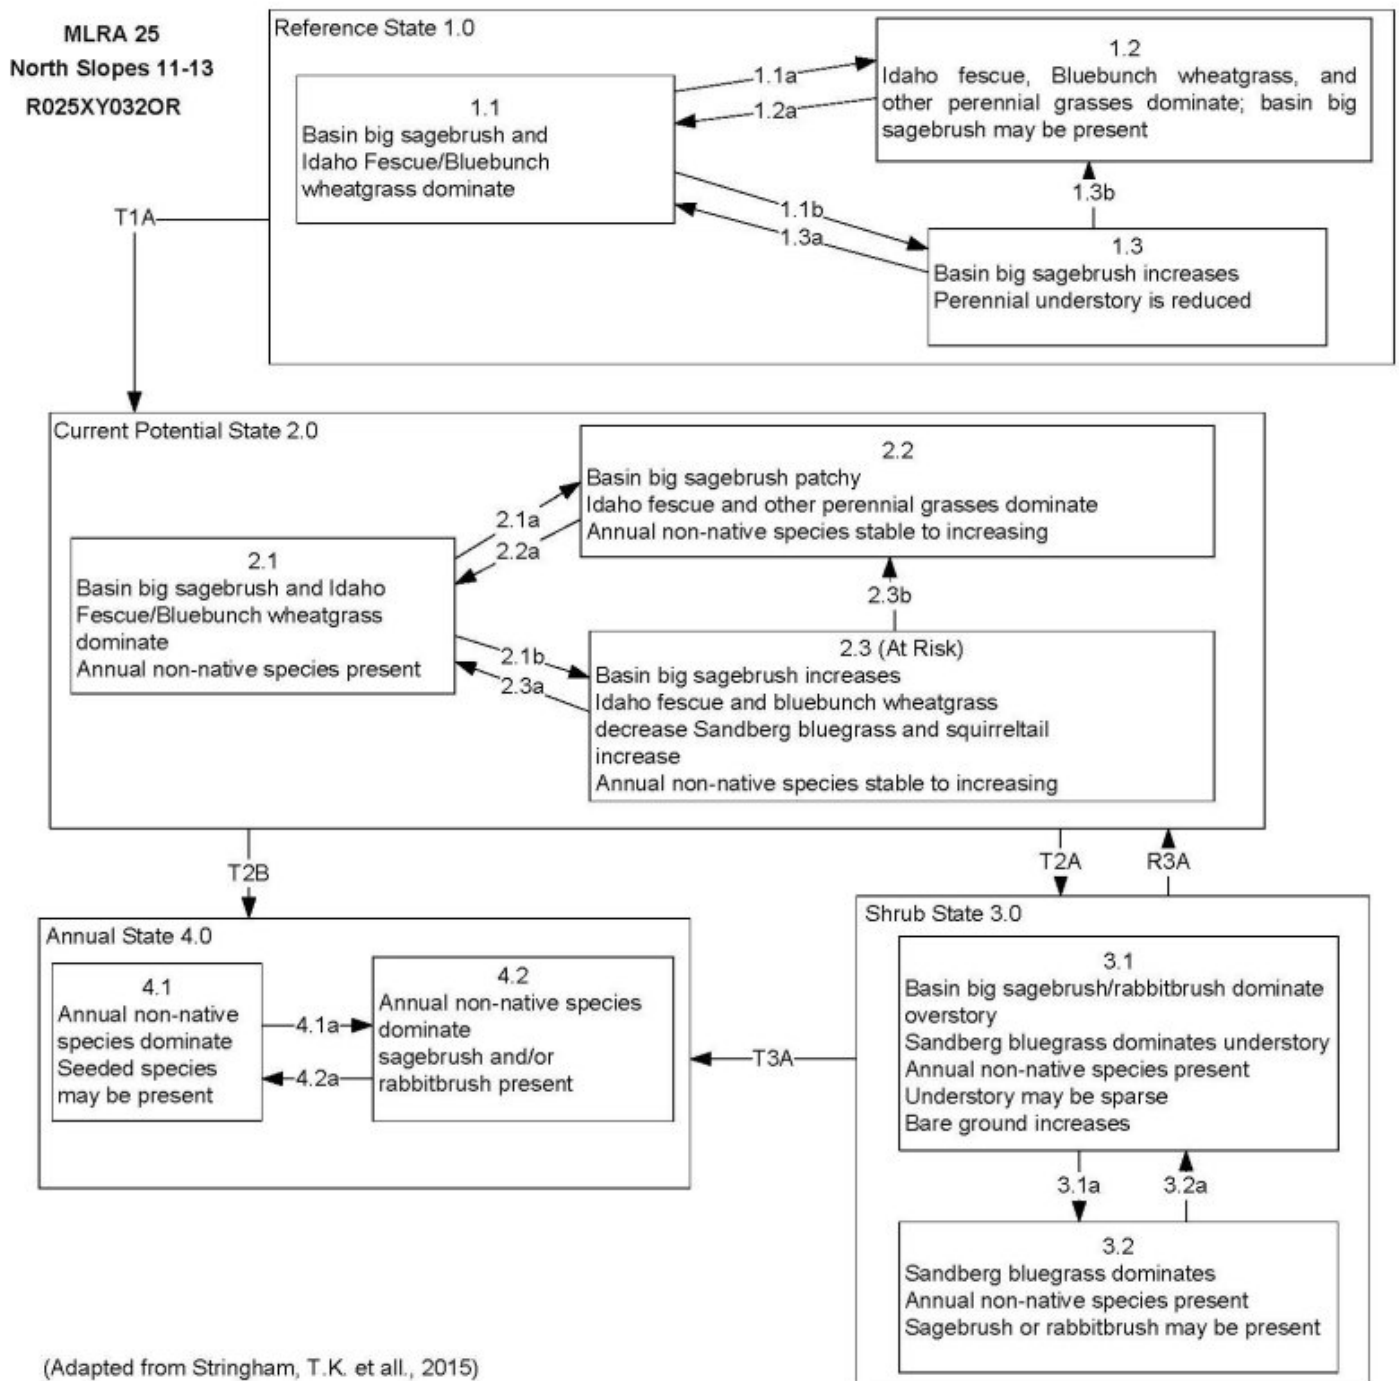 MLRA 25
North Slopes 11-13
R025XY032OR
Reference State 1.0
1.1
Basin big sagebrush and
Idaho Fescue/Bluebunch
wheatgrass dominate
1.1a
1.2a
1.2
Idaho fescue, Bluebunch wheatgrass, and
other perennial grasses dominate; basin big
sagebrush may be present
1.1b
1.3a
1.3b
1.3
Basin big sagebrush increases
Perennial understory is reduced
T1A
Current Potential State 2.0
2.1
Basin big sagebrush and Idaho
Fescue/Bluebunch wheatgrass
dominate
Annual non-native species present
2.1a
2.2a
2.2
Basin big sagebrush patchy
Idaho fescue and other perennial grasses dominate
Annual non-native species stable to increasing
2.3b
2.1b
2.3a
2.3 (At Risk)
Basin big sagebrush increases
Idaho fescue and bluebunch wheatgrass
decrease Sandberg bluegrass and squirreltail
increase
Annual non-native species stable to increasing
T2B
T2A
R3A
Annual State 4.0
4.1
Annual non-native
species dominate
Seeded species
may be present
4.1a
4.2a
4.2
Annual non-native species
dominate
sagebrush and/or
rabbitbrush present
T3A
Shrub State 3.0
3.1
Basin big sagebrush/rabbitbrush dominate
overstory
Sandberg bluegrass dominates understory
Annual non-native species present
Understory may be sparse
Bare ground increases
3.1a
3.2a
3.2
Sandberg bluegrass dominates
Annual non-native species present
Sagebrush or rabbitbrush may be present
(Adapted from Stringham, T.K. et all., 2015)